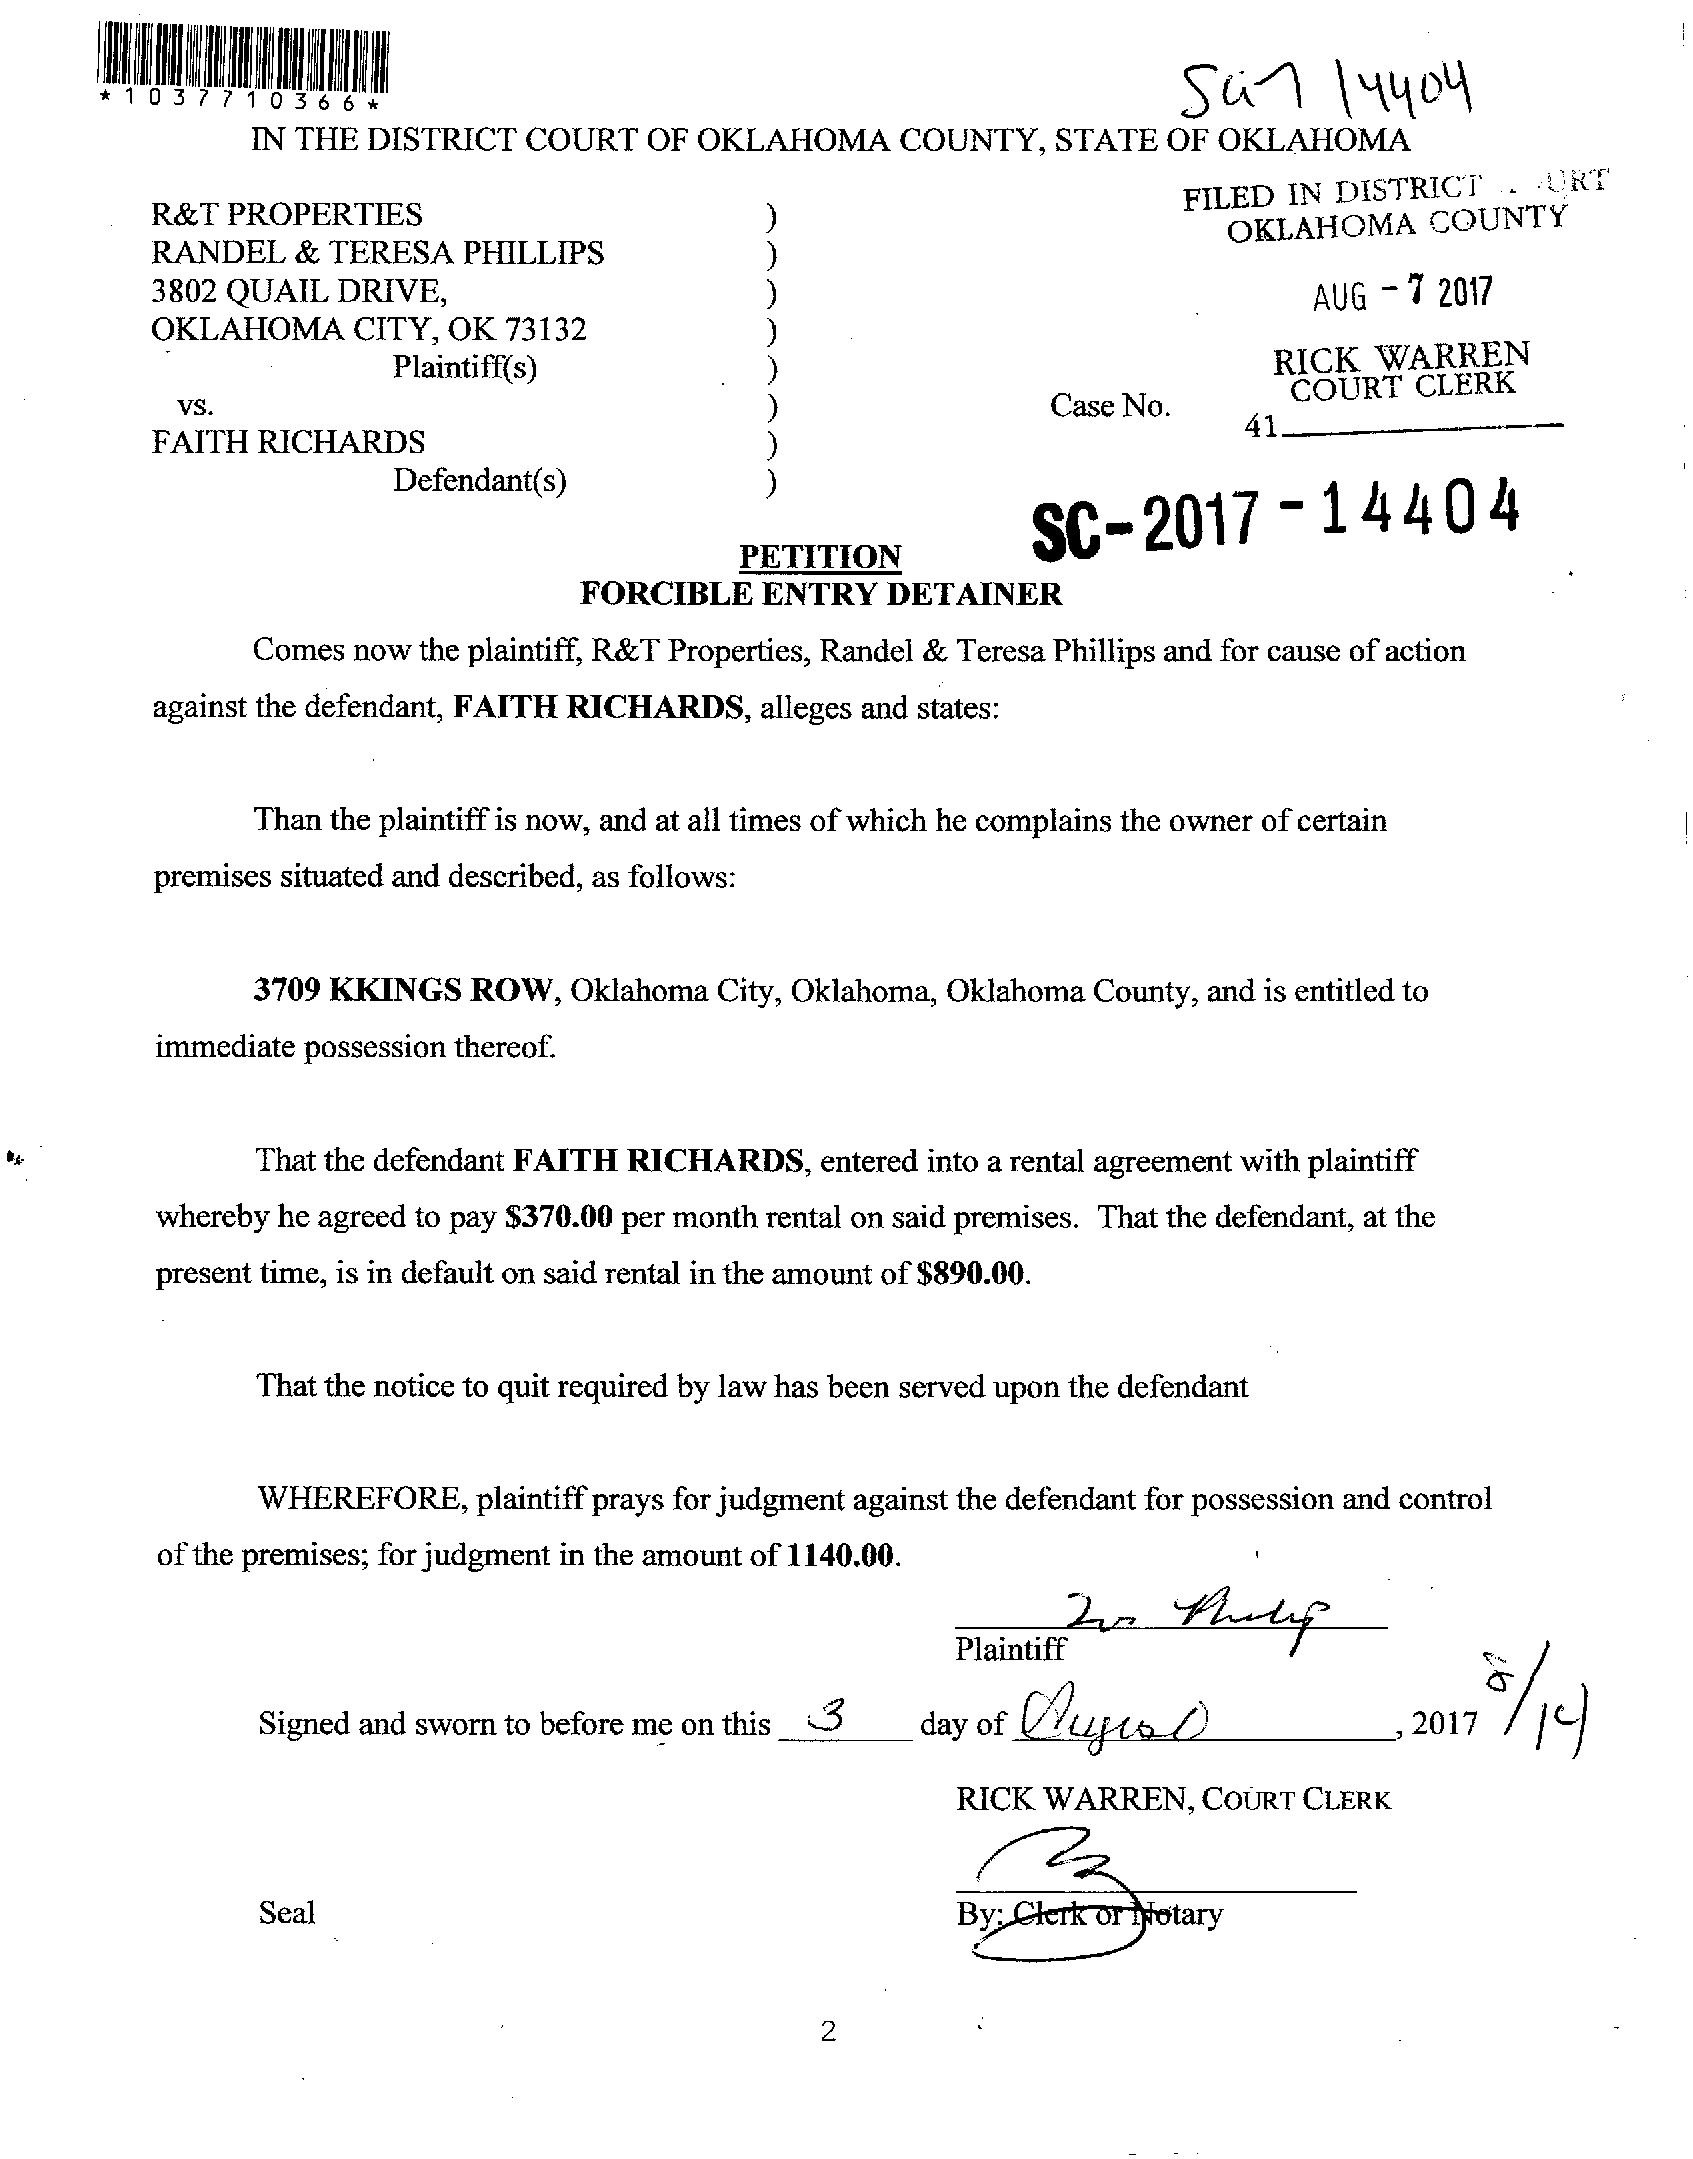 *1037710366*
SC-17 14404
IN THE DISTRICT COURT OF OKLAHOMA COUNTY, STATE OF OKLAHOMA
FILED IN DISTRICT
OKLAHOMA COUNTY
AUG -7 2017
RICK WARREN
COURT CLERK
41
R&T PROPERTIES )
RANDEL & TERESA PHILLIPS )
3802 QUAIL DRIVE, )
OKLAHOMA CITY, OK 73132 )
Plaintiff(s) )
vs. ) Case No.
FAITH RICHARDS )
Defendant(s) )
SC-2017-14404
PETITION
FORCIBLE ENTRY DETAINER
Comes now the plaintiff, R&T Properties, Randel & Teresa Phillips and for cause of action
against the defendant, FAITH RICHARDS, alleges and states:
Than the plaintiff is now, and at all times of which he complains the owner of certain
premises situated and described, as follows:
3709 KKINGS ROW, Oklahoma City, Oklahoma, Oklahoma County, and is entitled to
immediate possession thereof.
That the defendant FAITH RICHARDS, entered into a rental agreement with plaintiff
whereby he agreed to pay $370.00 per month rental on said premises. That the defendant, at the
present time, is in default on said rental in the amount of $890.00.
That the notice to quit required by law has been served upon the defendant
WHEREFORE, plaintiff prays for judgment against the defendant for possession and control
of the premises; for judgment in the amount of 1140.00.
Plaintiff
Signed and sworn to before me on this 3 day of August, 2017
8/14
RICK WARREN, COURT CLERK
Seal
By: Clerk or Notary
2